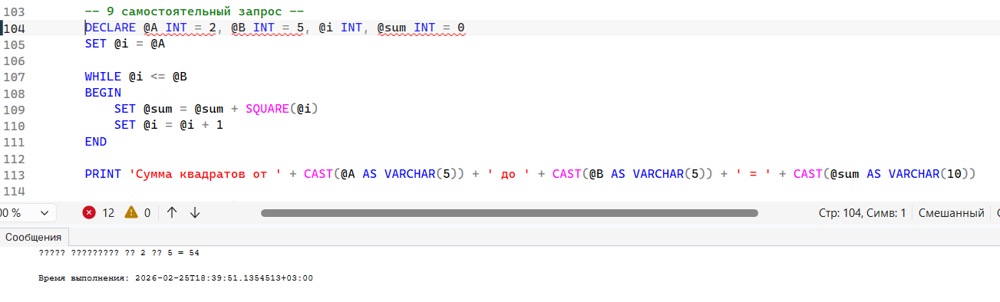 103 -- 9 самостоятельный запрос --
104 DECLARE @A INT = 2, @B INT = 5, @i INT, @sum INT = 0
105 SET @i = @A
106
107 WHILE @i <= @B
108 BEGIN
109 SET @sum = @sum + SQUARE(@i)
110 SET @i = @i + 1
111 END
112
113 PRINT 'Сумма квадратов от ' + CAST(@A AS VARCHAR(5)) + ' до ' + CAST(@B AS VARCHAR(5)) + ' = ' + CAST(@sum AS VARCHAR(10))
114
00 % 12 0 Стр: 104, Симв: 1 Смешанный
Сообщения
????? ????????? ?? 2 ?? 5 = 54
Время выполнения: 2026-02-25T18:39:51.1354513+03:00